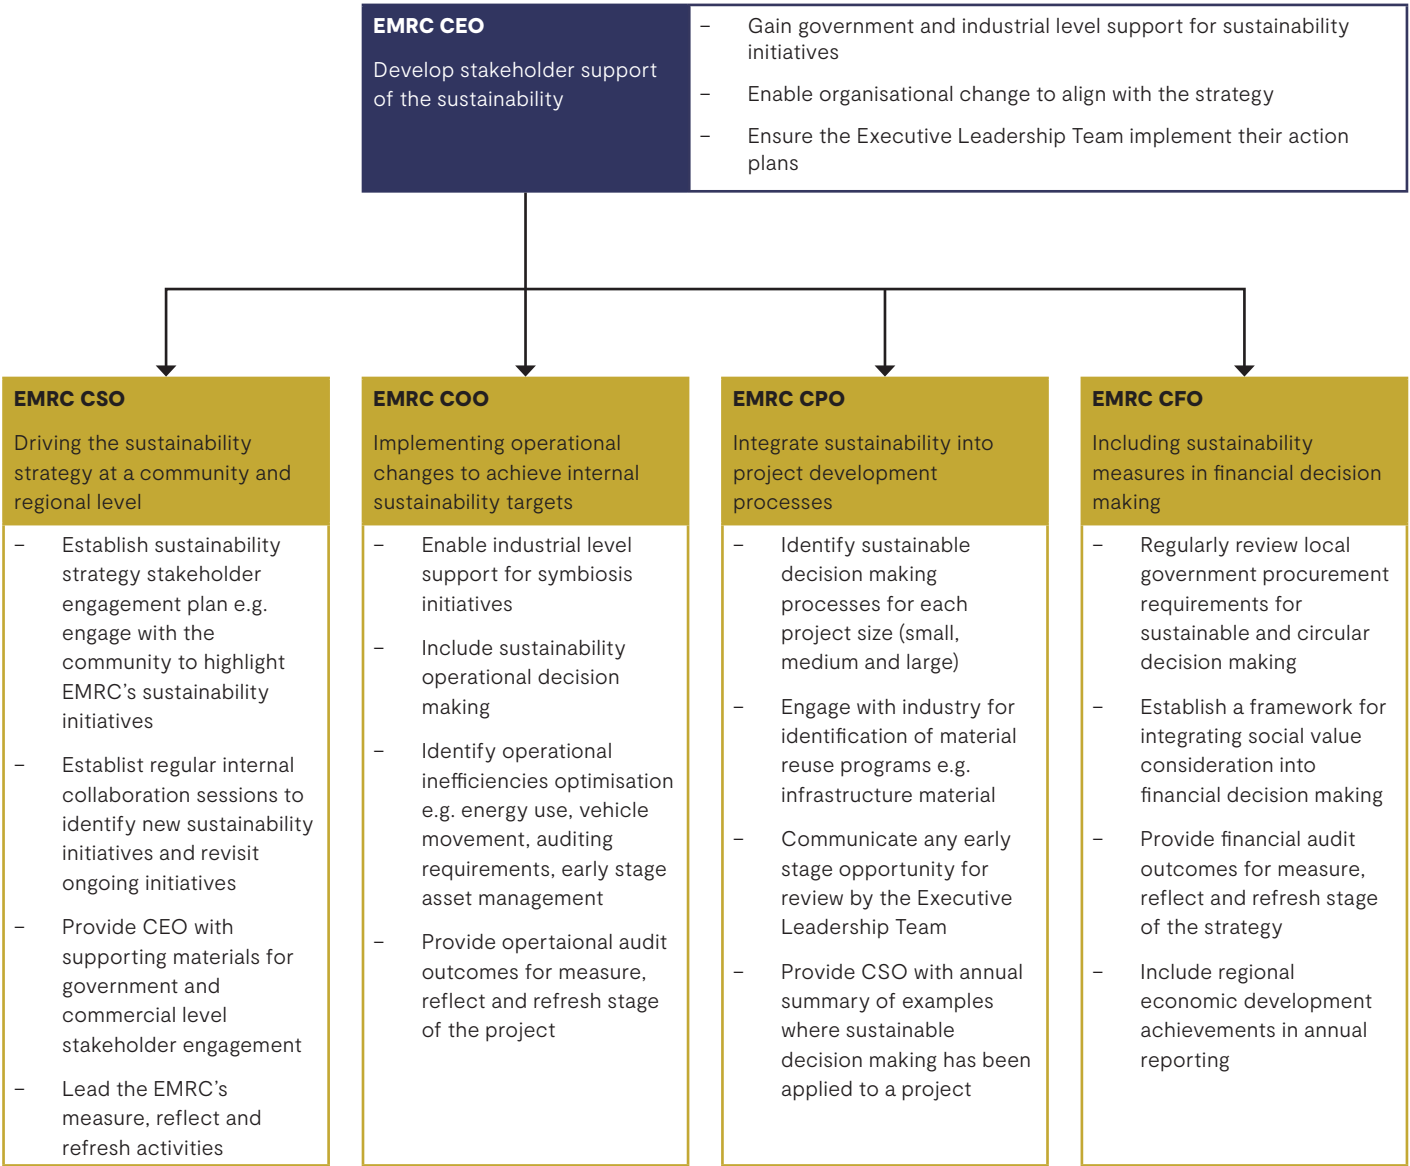 EMRC CEO
Develop stakeholder support
of the sustainability
– Gain government and industrial level support for sustainability
initiatives
– Enable organisational change to align with the strategy
– Ensure the Executive Leadership Team implement their action
plans
EMRC CSO
Driving the sustainability
strategy at a community and
regional level
– Establish sustainability
strategy stakeholder
engagement plan e.g.
engage with the
community to highlight
EMRC’s sustainability
initiatives
– Establist regular internal
collaboration sessions to
identify new sustainability
initiatives and revisit
ongoing initiatives
– Provide CEO with
supporting materials for
government and
commercial level
stakeholder engagement
– Lead the EMRC’s
measure, reflect and
refresh activities
EMRC COO
Implementing operational
changes to achieve internal
sustainability targets
– Enable industrial level
support for symbiosis
initiatives
– Include sustainability
operational decision
making
– Identify operational
inefficiencies optimisation
e.g. energy use, vehicle
movement, auditing
requirements, early stage
asset management
– Provide opertaional audit
outcomes for measure,
reflect and refresh stage
of the project
EMRC CPO
Integrate sustainability into
project development
processes
– Identify sustainable
decision making
processes for each
project size (small,
medium and large)
– Engage with industry for
identification of material
reuse programs e.g.
infrastructure material
– Communicate any early
stage opportunity for
review by the Executive
Leadership Team
– Provide CSO with annual
summary of examples
where sustainable
decision making has been
applied to a project
EMRC CFO
Including sustainability
measures in financial decision
making
– Regularly review local
government procurement
requirements for
sustainable and circular
decision making
– Establish a framework for
integrating social value
consideration into
financial decision making
– Provide financial audit
outcomes for measure,
reflect and refresh stage
of the strategy
– Include regional
economic development
achievements in annual
reporting